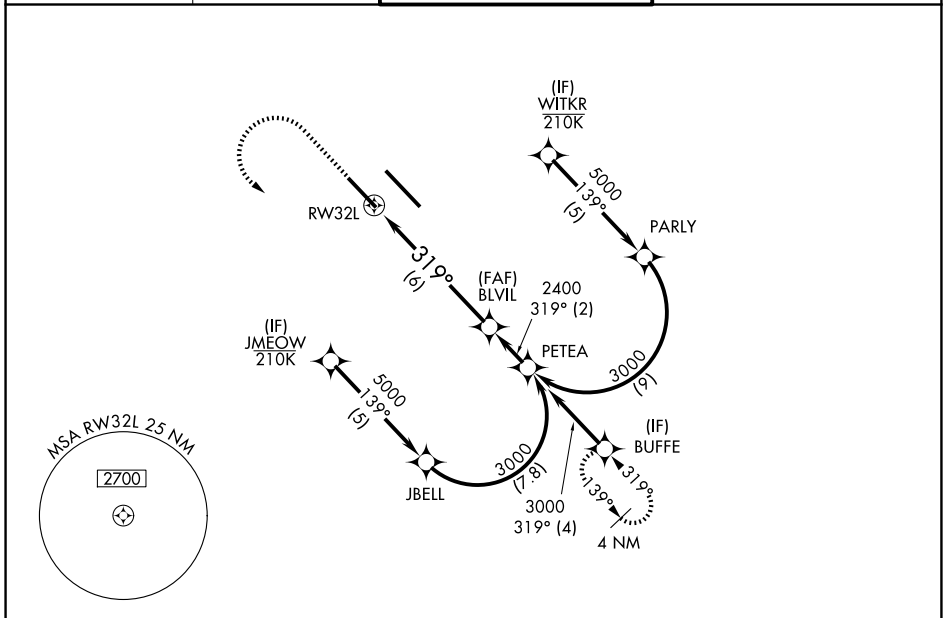 (IF)
WITKR
210K
5000
139°
(5)
PARLY
RW32L
319°
(6)
(FAF)
BLVIL
2400
319° (2)
PETEA
(IF)
JMEOW
210K
5000
139°
(5)
3000
(9)
(IF)
BUFFE
JBELL
3000
(7.8)
3000
319° (4)
139°
319°
4 NM
MSA RW32L 25 NM
2700